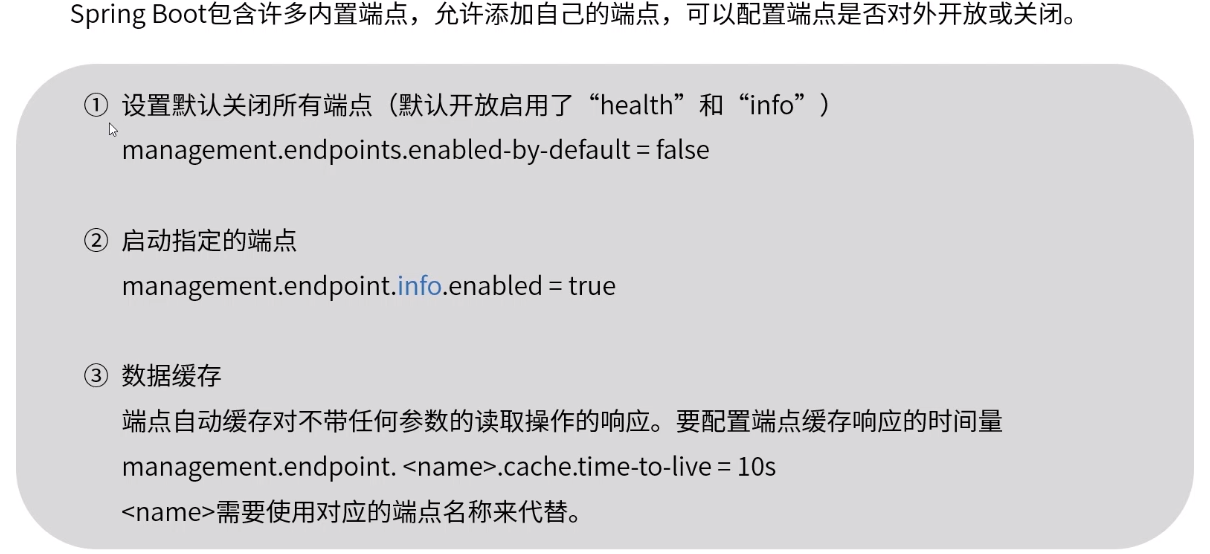 Spring Boot包含许多内置端点，允许添加自己的端点，可以配置端点是否对外开放或关闭。
① 设置默认关闭所有端点（默认开放启用了“health”和“info”）
management.endpoints.enabled-by-default = false
② 启动指定的端点
management.endpoint.info.enabled = true
③ 数据缓存
端点自动缓存对不带任何参数的读取操作的响应。要配置端点缓存响应的时间量
management.endpoint. <name>.cache.time-to-live = 10s
<name>需要使用对应的端点名称来代替。